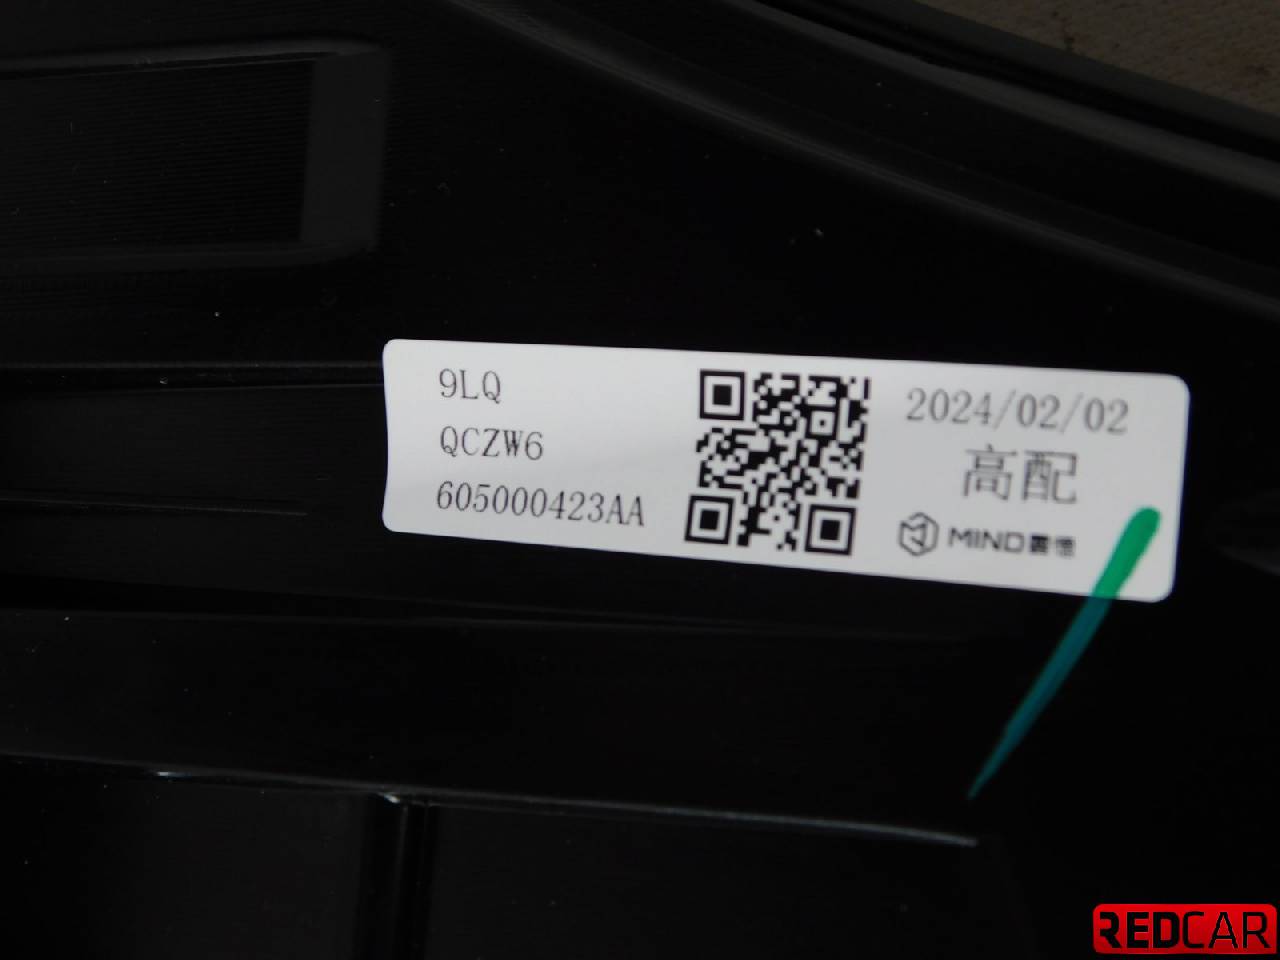 9LQ
QCZW6
605000423AA
2024/02/02
高配
MIND
REDCAR